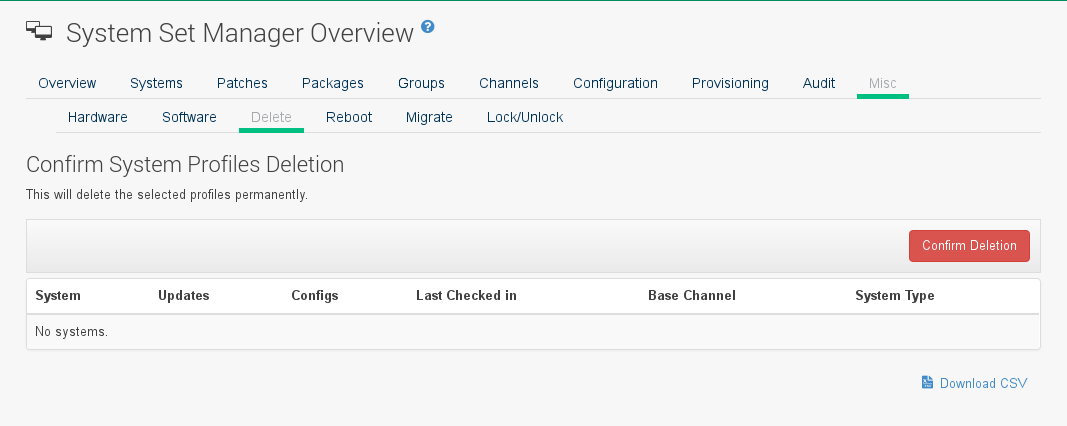 System Set Manager Overview ?
Overview Systems Patches Packages Groups Channels Configuration Provisioning Audit Misc
Hardware Software Delete Reboot Migrate Lock/Unlock
Confirm System Profiles Deletion
This will delete the selected profiles permanently.
Confirm Deletion
System Updates Configs Last Checked in Base Channel System Type
No systems.
Download CSV